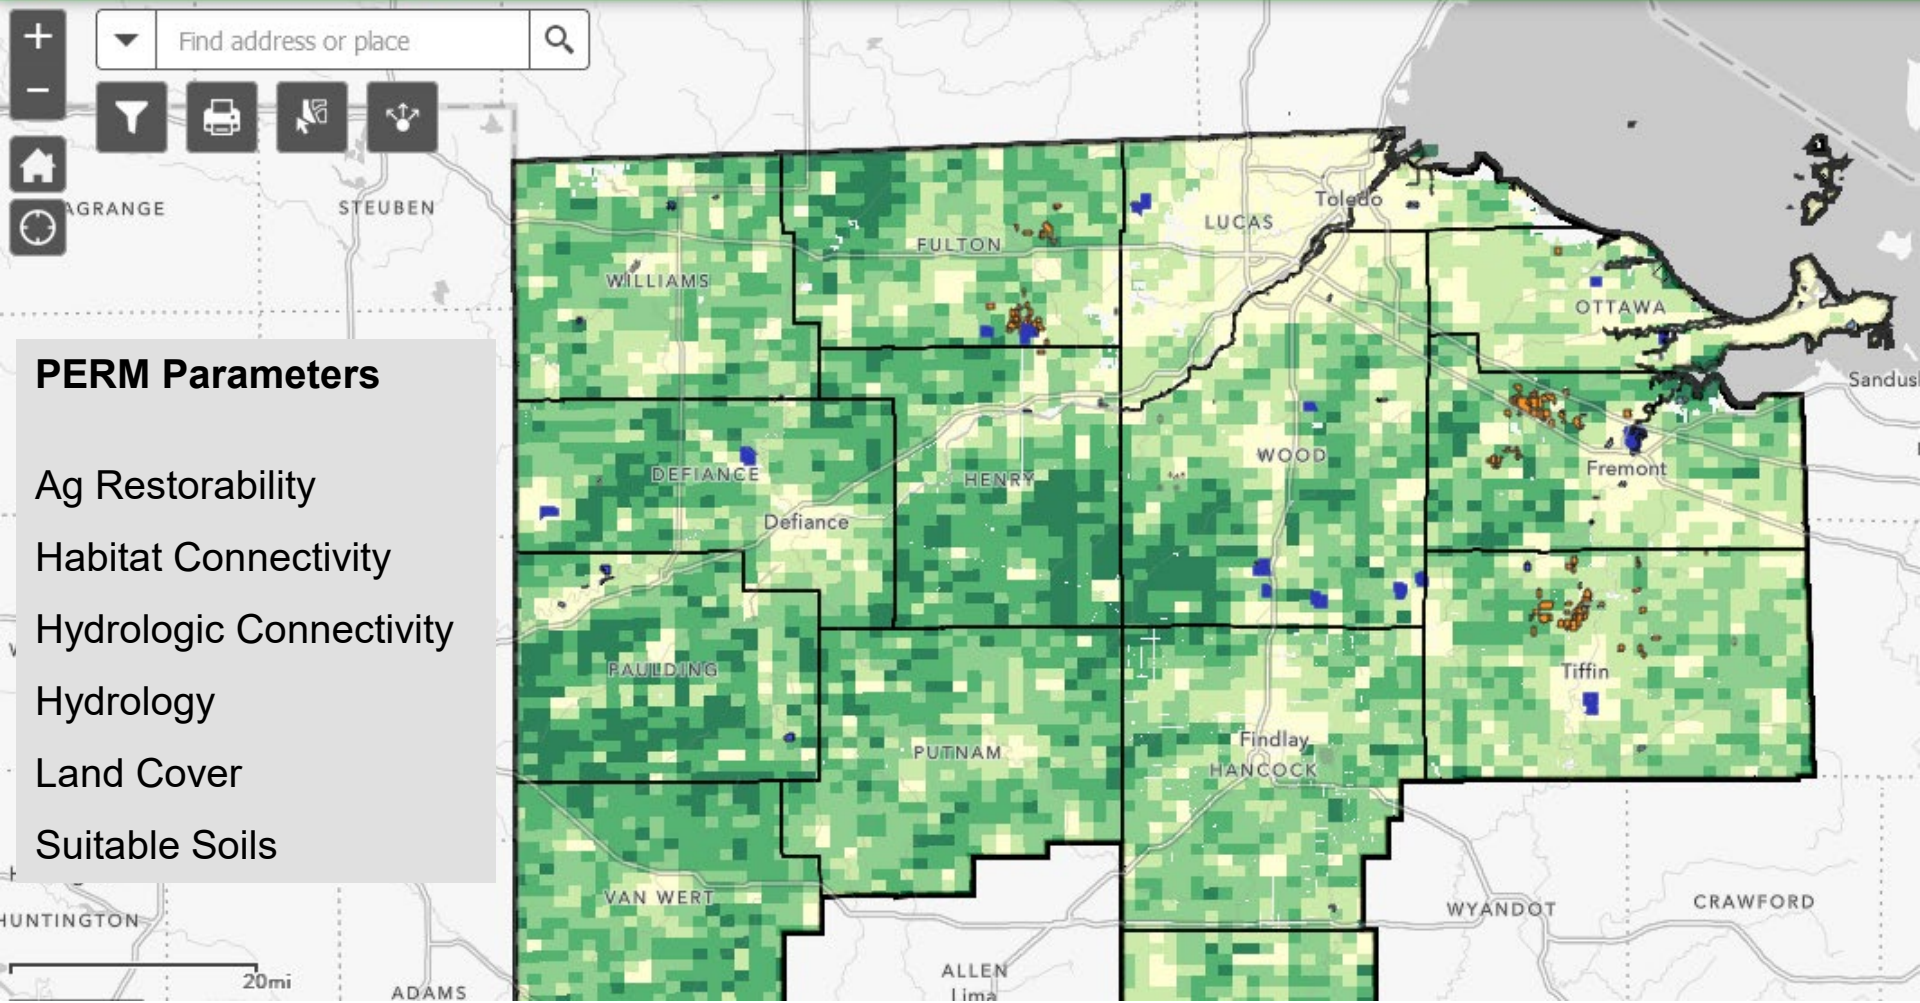 +
Find address or place
−
AGRANGE
STEUBEN
Toledo
LUCAS
FULTON
WILLIAMS
OTTAWA
PERM Parameters
Ag Restorability
Habitat Connectivity
Hydrologic Connectivity
Hydrology
Land Cover
Suitable Soils
Sandus
WOOD
Fremont
DEFIANCE
HENRY
Defiance
PAULDING
Tiffin
PUTNAM
Findlay
HANCOCK
VAN WERT
WYANDOT
CRAWFORD
HUNTINGTON
20mi
ADAMS
ALLEN
Lima